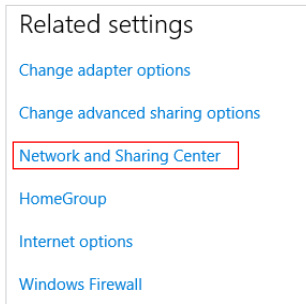 Related settings
Change adapter options
Change advanced sharing options
Network and Sharing Center
HomeGroup
Internet options
Windows Firewall